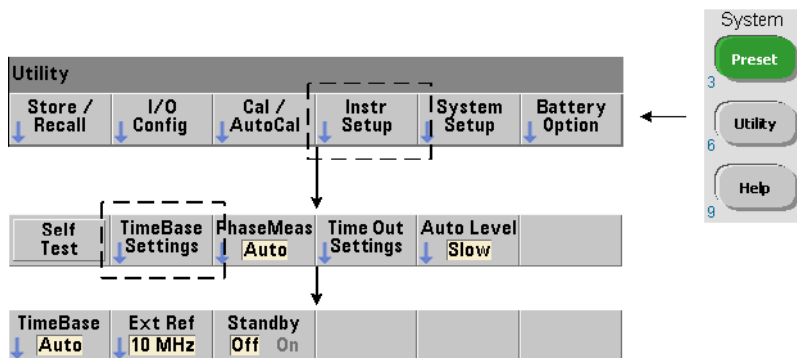 System
Preset
3
Utility
6
Help
9
Utility
Store / Recall
I/O Config
Cal / AutoCal
Instr Setup
System Setup
Battery Option
Self Test
TimeBase Settings
PhaseMeas Auto
Time Out Settings
Auto Level Slow
TimeBase Auto
Ext Ref 10 MHz
Standby Off On